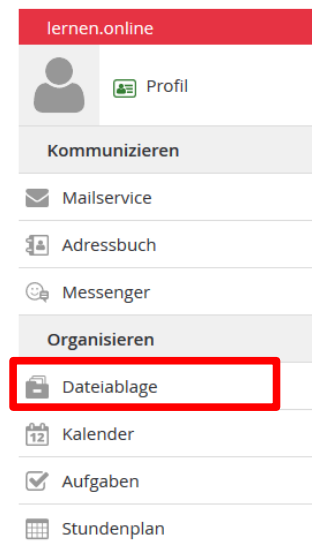 lernen.online
Profil
Kommunizieren
Mailservice
Adressbuch
Messenger
Organisieren
Dateiablage
12
Kalender
Aufgaben
Stundenplan